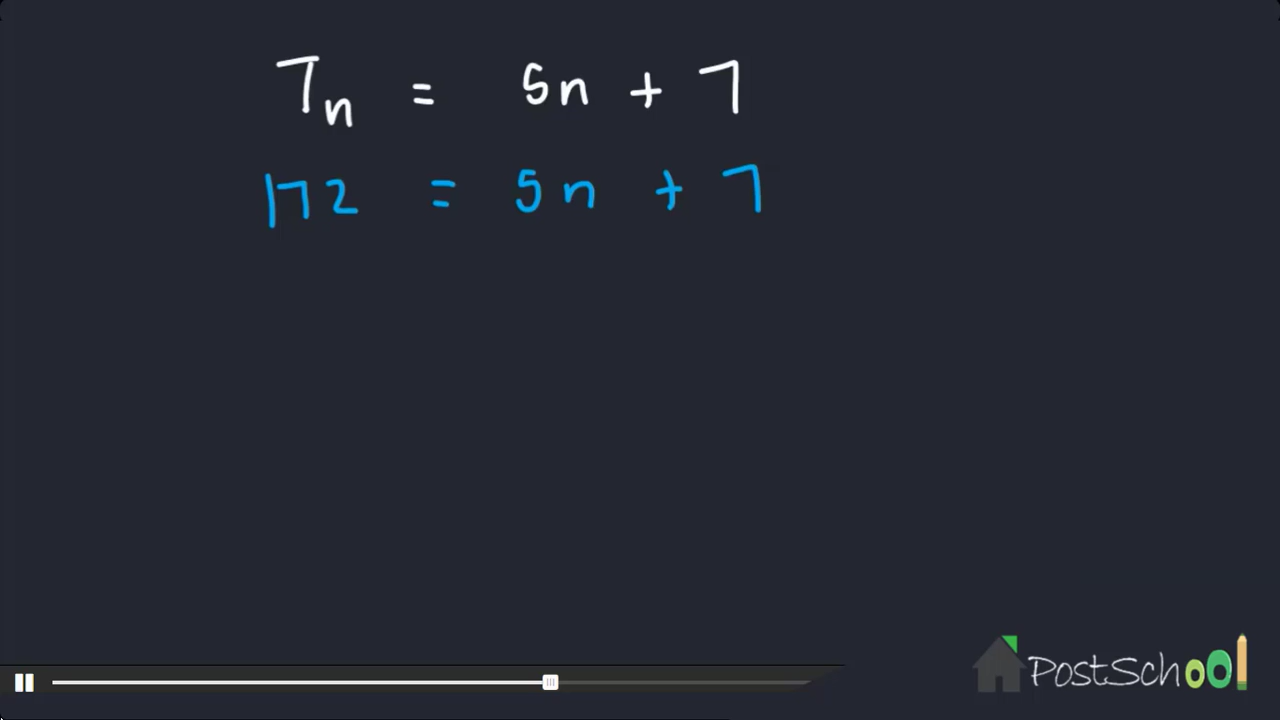 Tn = 5n + 7
172 = 5n + 7
PostSchool